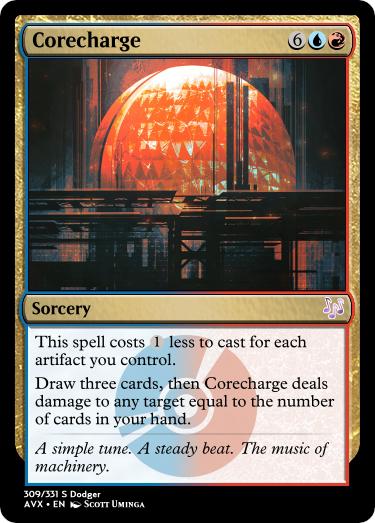 Corecharge 6
Sorcery
This spell costs 1 less to cast for each
artifact you control.
Draw three cards, then Corecharge deals
damage to any target equal to the number
of cards in your hand.
A simple tune. A steady beat. The music of
machinery.
309/331 S Dodger
AVX • EN Scott Uminga